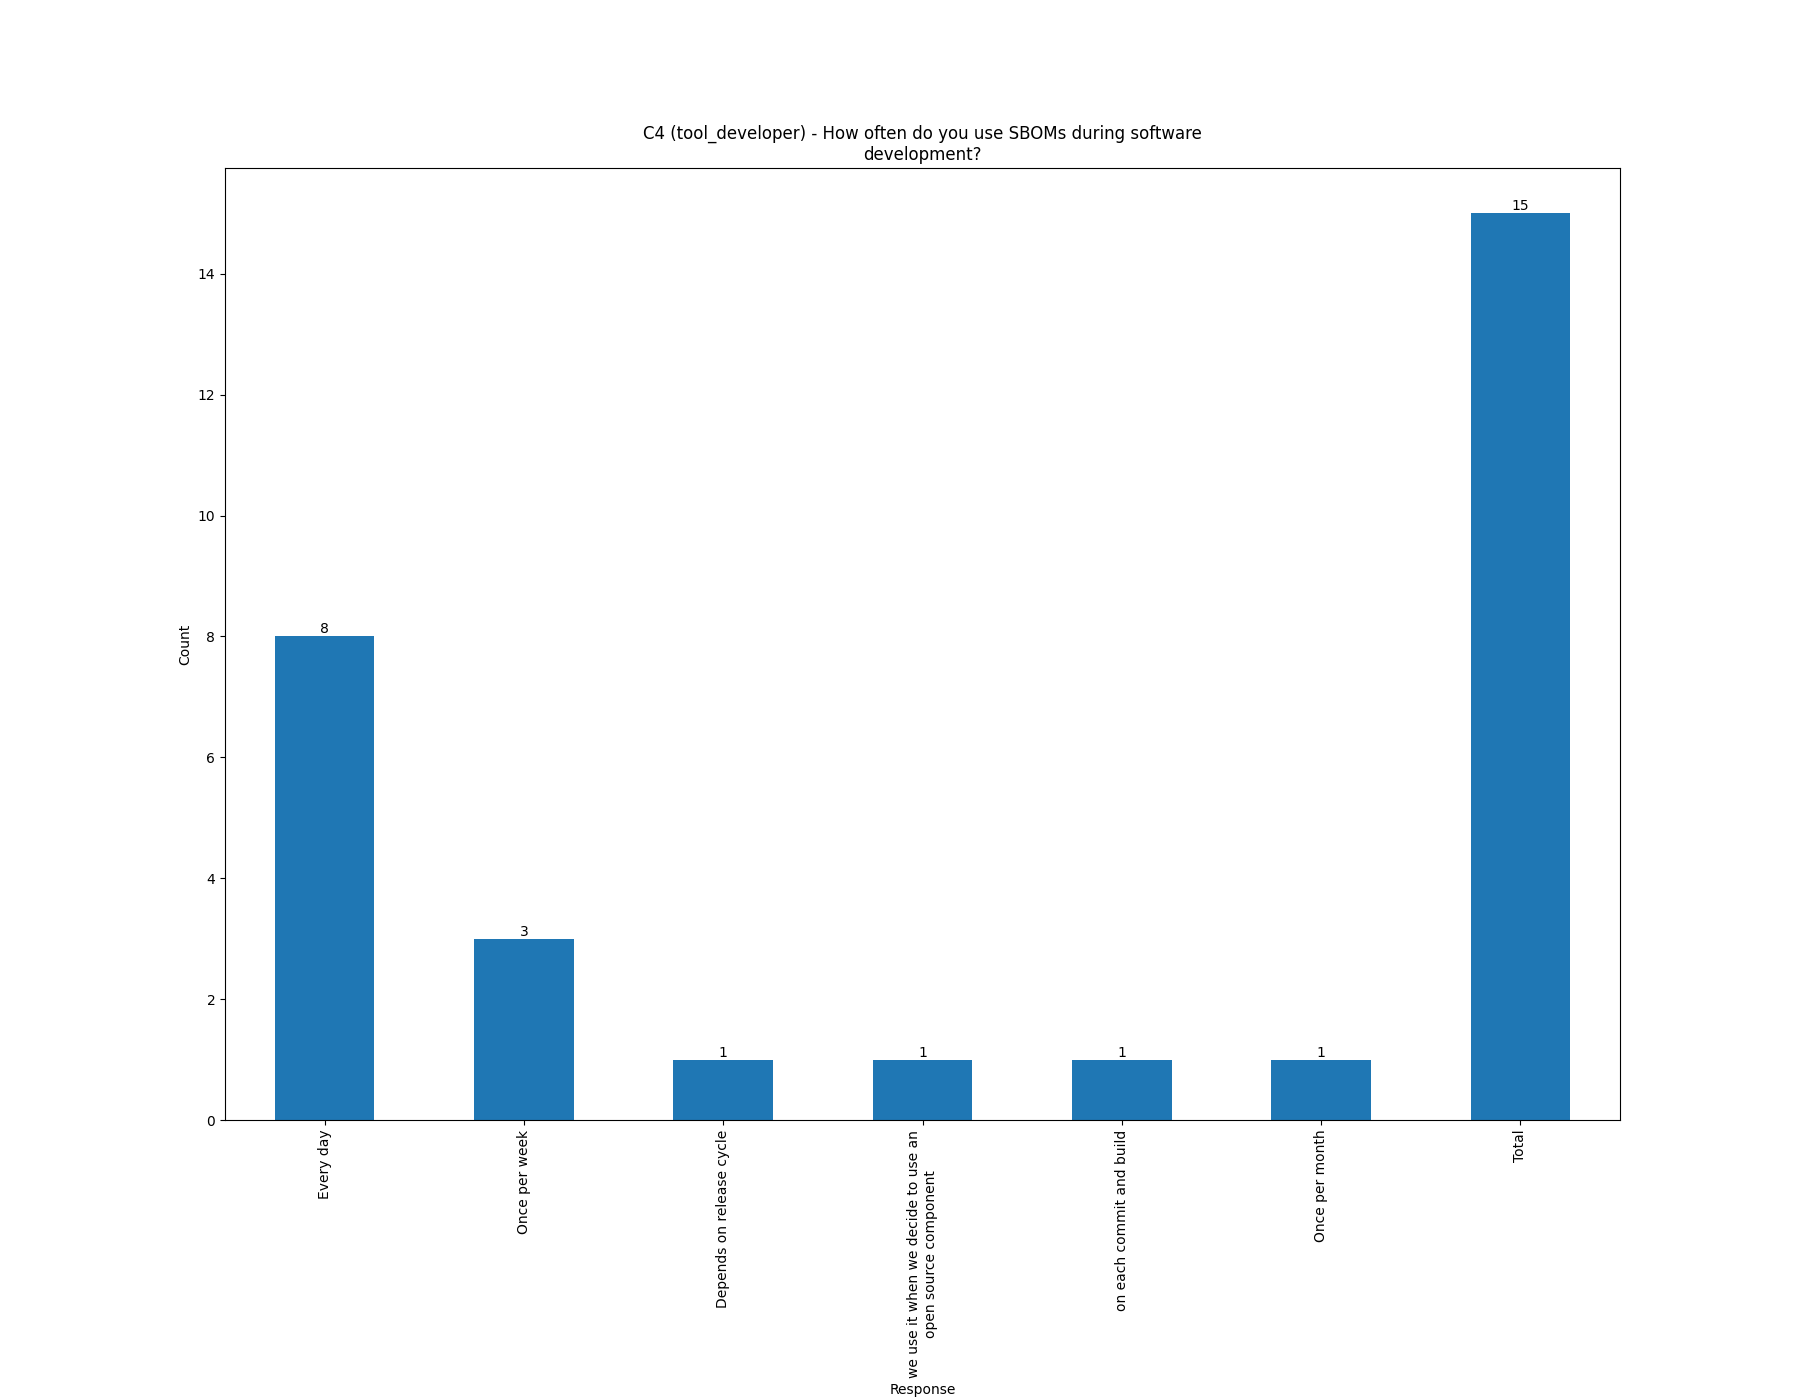 C4 (tool_developer) - How often do you use SBOMs during software
development?
15
14
12
10
8
8
Count
6
4
3
2
1
1
1
1
0
Every day
Once per week
Depends on release cycle
we use it when we decide to use an
open source component
on each commit and build
Once per month
Total
Response